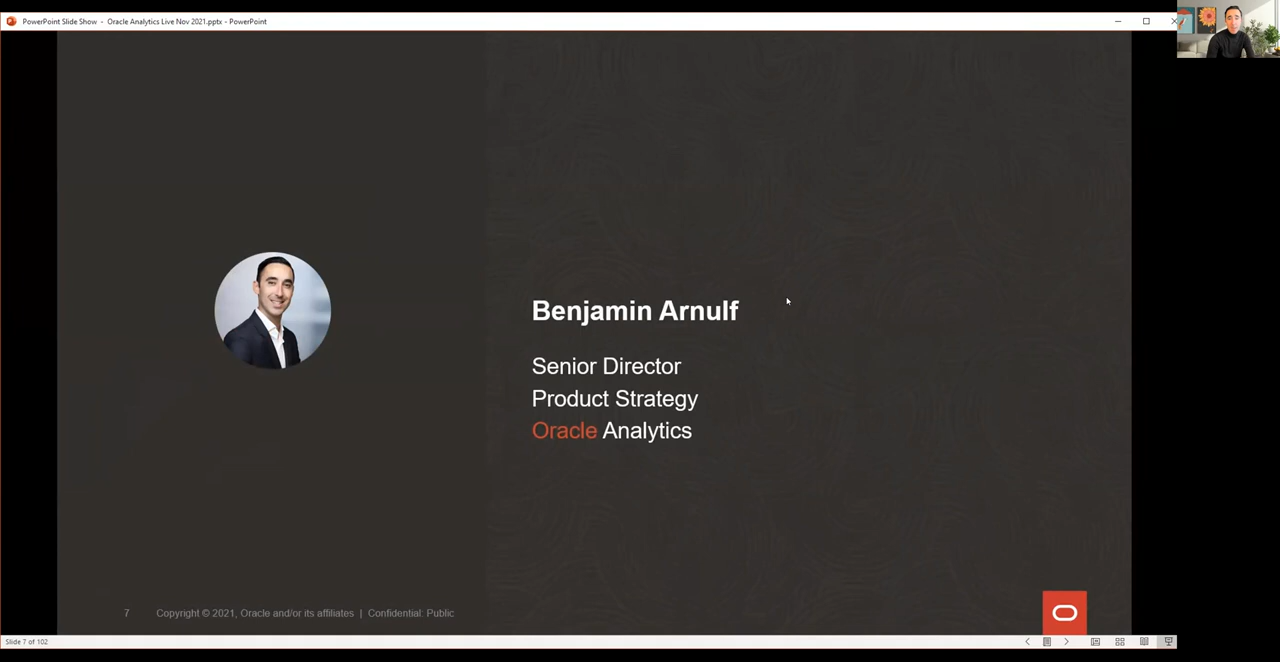 PowerPoint Slide Show - Oracle Analytics Live Nov 2021.pptx - PowerPoint
Benjamin Arnulf
Senior Director
Product Strategy
Oracle Analytics
7 Copyright © 2021, Oracle and/or its affiliates | Confidential: Public
Slide 7 of 102